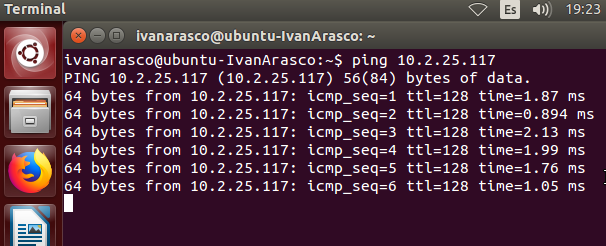 Terminal
Es
19:23
ivanarasco@ubuntu-IvanArasco: ~
ivanarasco@ubuntu-IvanArasco:~$ ping 10.2.25.117
PING 10.2.25.117 (10.2.25.117) 56(84) bytes of data.
64 bytes from 10.2.25.117: icmp_seq=1 ttl=128 time=1.87 ms
64 bytes from 10.2.25.117: icmp_seq=2 ttl=128 time=0.894 ms
64 bytes from 10.2.25.117: icmp_seq=3 ttl=128 time=2.13 ms
64 bytes from 10.2.25.117: icmp_seq=4 ttl=128 time=1.99 ms
64 bytes from 10.2.25.117: icmp_seq=5 ttl=128 time=1.76 ms
64 bytes from 10.2.25.117: icmp_seq=6 ttl=128 time=1.05 ms